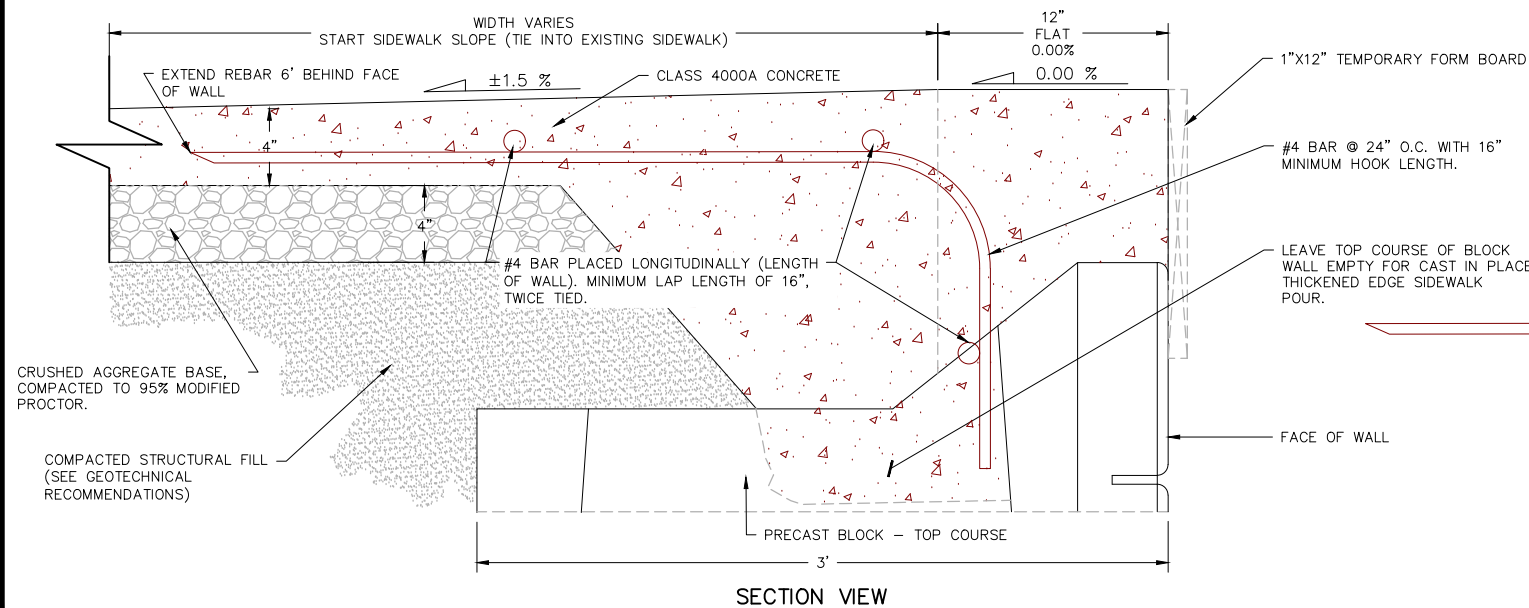 WIDTH VARIES
START SIDEWALK SLOPE (TIE INTO EXISTING SIDEWALK)
12"
FLAT
0.00%
EXTEND REBAR 6' BEHIND FACE
OF WALL
±1.5 %
CLASS 4000A CONCRETE
0.00 %
1"X12" TEMPORARY FORM BOARD
4"
#4 BAR @ 24" O.C. WITH 16"
MINIMUM HOOK LENGTH.
4"
#4 BAR PLACED LONGITUDINALLY (LENGTH
OF WALL). MINIMUM LAP LENGTH OF 16",
TWICE TIED.
LEAVE TOP COURSE OF BLOCK
WALL EMPTY FOR CAST IN PLACE
THICKENED EDGE SIDEWALK
POUR.
CRUSHED AGGREGATE BASE,
COMPACTED TO 95% MODIFIED
PROCTOR.
FACE OF WALL
COMPACTED STRUCTURAL FILL
(SEE GEOTECHNICAL
RECOMMENDATIONS)
PRECAST BLOCK – TOP COURSE
3'
SECTION VIEW